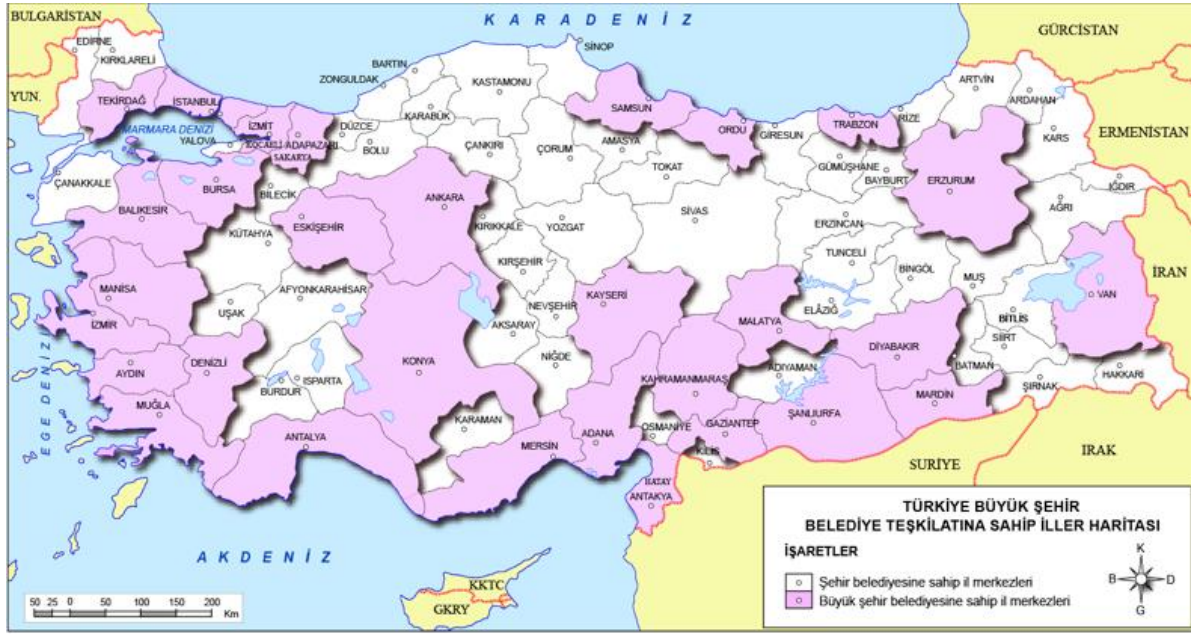 BULGARİSTAN
KARADENİZ
GÜRCİSTAN
EDİRNE
KIRKLARELİ
SİNOP
BARTIN
ZONGULDAK
KASTAMONU
ARTVİN
ARDAHAN
YUN.
TEKİRDAĞ
İSTANBUL
SAMSUN
KARABÜK
DÜZCE
İZMİT
ORDU
GİRESUN
TRABZON
RİZE
KARS
ERMENİSTAN
MARMARA DENİZİ
YALOVA
KOCAELİ
ADAPAZARI
SAKARYA
BOLU
ÇANKIRI
ÇORUM
AMASYA
TOKAT
GÜMÜŞHANE
BAYBURT
ERZURUM
IĞDIR
ÇANAKKALE
BURSA
BİLECİK
ANKARA
AĞRI
BALIKESİR
ESKİŞEHİR
KIRIKKALE
YOZGAT
SİVAS
ERZİNCAN
KÜTAHYA
TUNCELİ
KIRŞEHİR
BİNGÖL
MUŞ
İRAN
MANİSA
AFYONKARAHİSAR
UŞAK
NEVŞEHİR
KAYSERİ
ELÂZIĞ
VAN
İZMİR
AKSARAY
MALATYA
BİTLİS
SİİRT
EGE DENİZİ
AYDIN
DENİZLİ
KONYA
NİĞDE
DİYABAKIR
BATMAN
ADIYAMAN
HAKKARİ
BURDUR
ISPARTA
KAHRAMANMARAŞ
ŞIRNAK
MARDİN
MUĞLA
KARAMAN
ŞANLIURFA
OSMANİYE
GAZİANTEP
ANTALYA
MERSİN
ADANA
KİLİS
SURİYE
IRAK
HATAY
ANTAKYA
AKDENİZ
KKTC
GKRY
50 25 0 50 100 150 200
Km
TÜRKİYE BÜYÜK ŞEHİR
BELEDİYE TEŞKİLATINA SAHİP İLLER HARİTASI
İŞARETLER
Şehir belediyesine sahip il merkezleri
Büyük şehir belediyesine sahip il merkezleri
K
B D
G